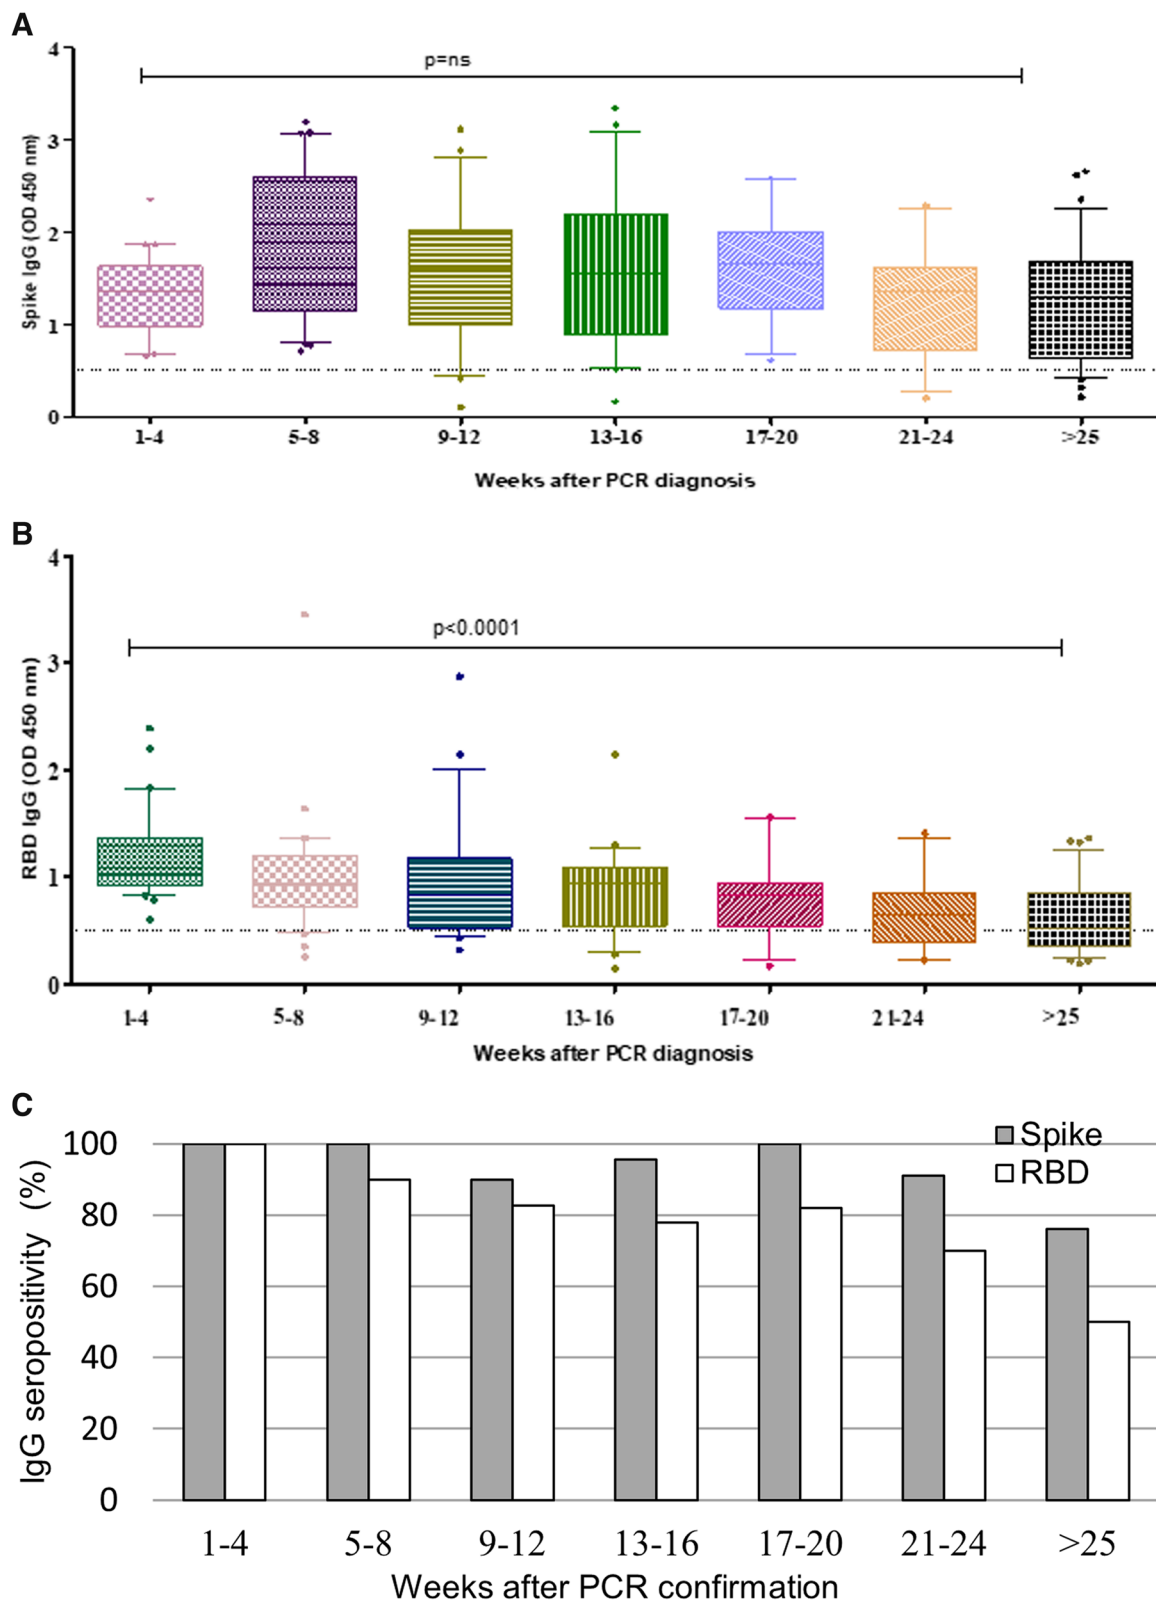 A
4
p=ns
3
2
1
0
Spike IgG (OD 450 nm)
1-4 5-8 9-12 13-16 17-20 21-24 >25
Weeks after PCR diagnosis
B
4
p<0.0001
3
2
1
0
RBD IgG (OD 450 nm)
1-4 5-8 9-12 13-16 17-20 21-24 >25
Weeks after PCR diagnosis
C
Spike
RBD
100
80
60
40
20
0
IgG seropositivity (%)
1-4 5-8 9-12 13-16 17-20 21-24 >25
Weeks after PCR confirmation